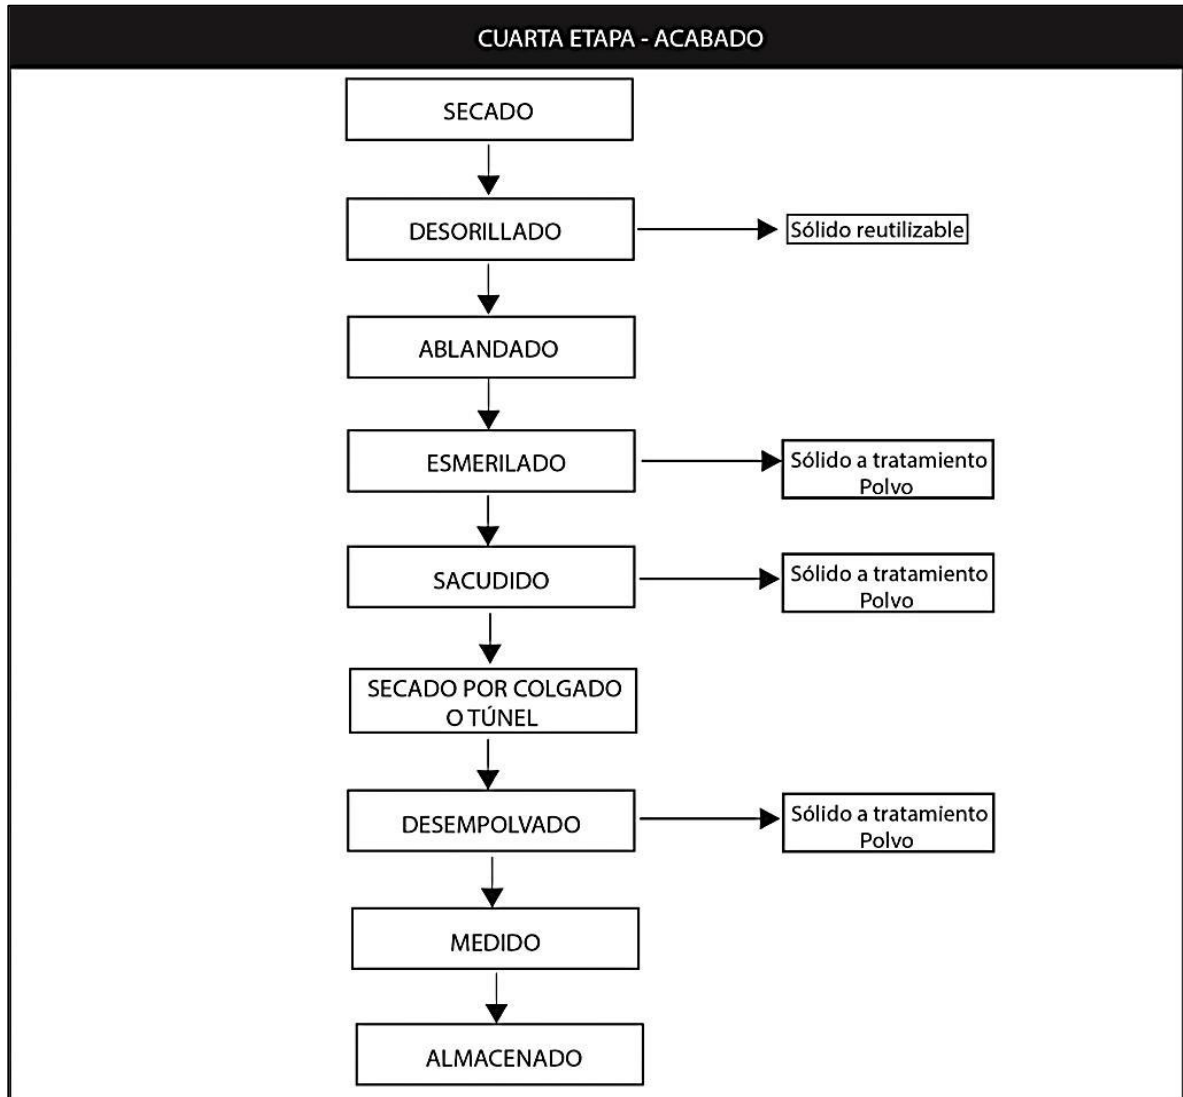 CUARTA ETAPA - ACABADO
SECADO
DESORILLADO
Sólido reutilizable
ABLANDADO
ESMERILADO
Sólido a tratamiento
Polvo
SACUDIDO
Sólido a tratamiento
Polvo
SECADO POR COLGADO
O TÚNEL
DESEMPOLVADO
Sólido a tratamiento
Polvo
MEDIDO
ALMACENADO